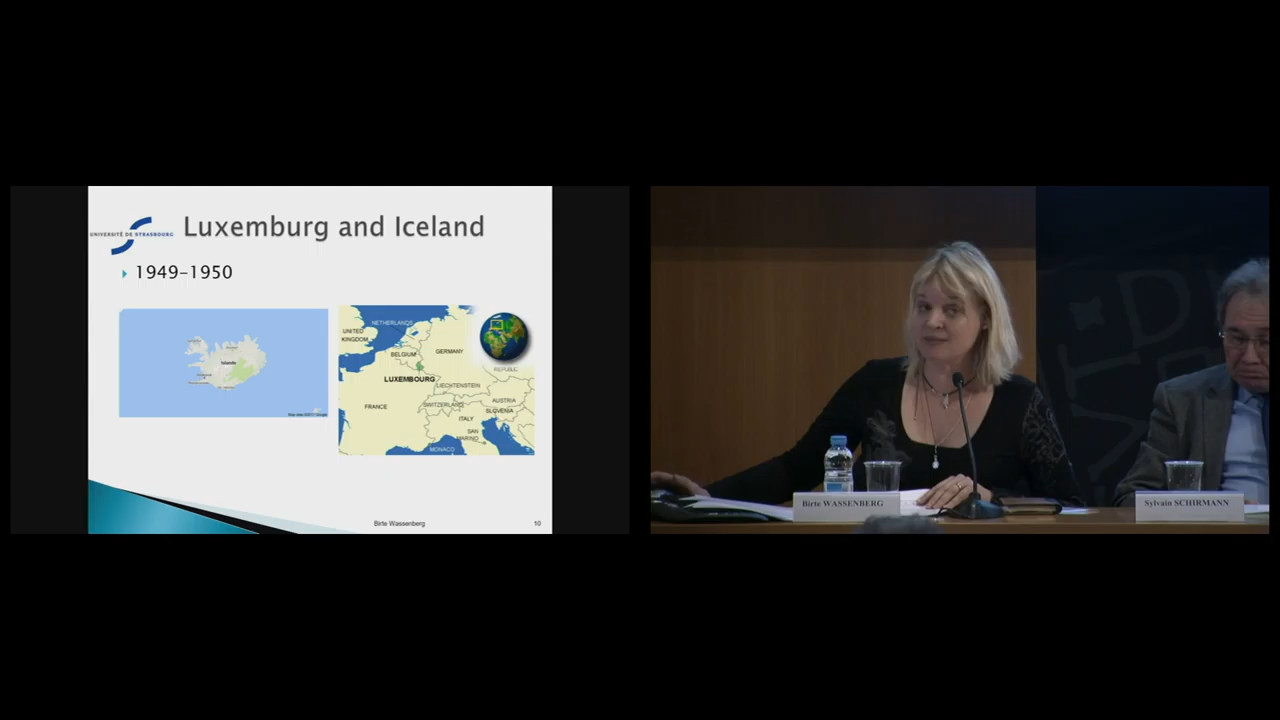 Luxemburg and Iceland
UNIVERSITÉ DE STRASBOURG
1949-1950
Islande
NETHERLANDS
UNITED
KINGDOM
BELGIUM
GERMANY
REPUBLIC
LUXEMBOURG
LIECHTENSTEIN
AUSTRIA
FRANCE
SWITZERLAND
SLOVENIA
ITALY
SAN
MARINO
MONACO
Birte Wassenberg
10
Birte WASSENBERG
Sylvain SCHIRMANN